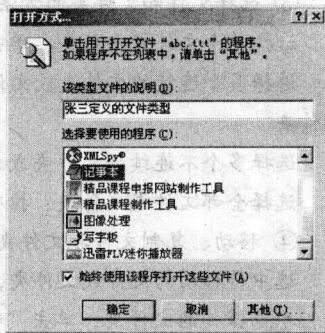 打开方式...
单击用于打开文件“abc.ttt”的程序。
如果程序不在列表中，请单击“其他”。
该类型文件的说明(D):
张三定义的文件类型
选择要使用的程序(C):
XMLSpy®
记事本
精品课程申报网站制作工具
精品课程制作工具
图像处理
写字板
迅雷FLV迷你播放器
始终使用该程序打开这些文件(A)
确定 取消 其他(T)...